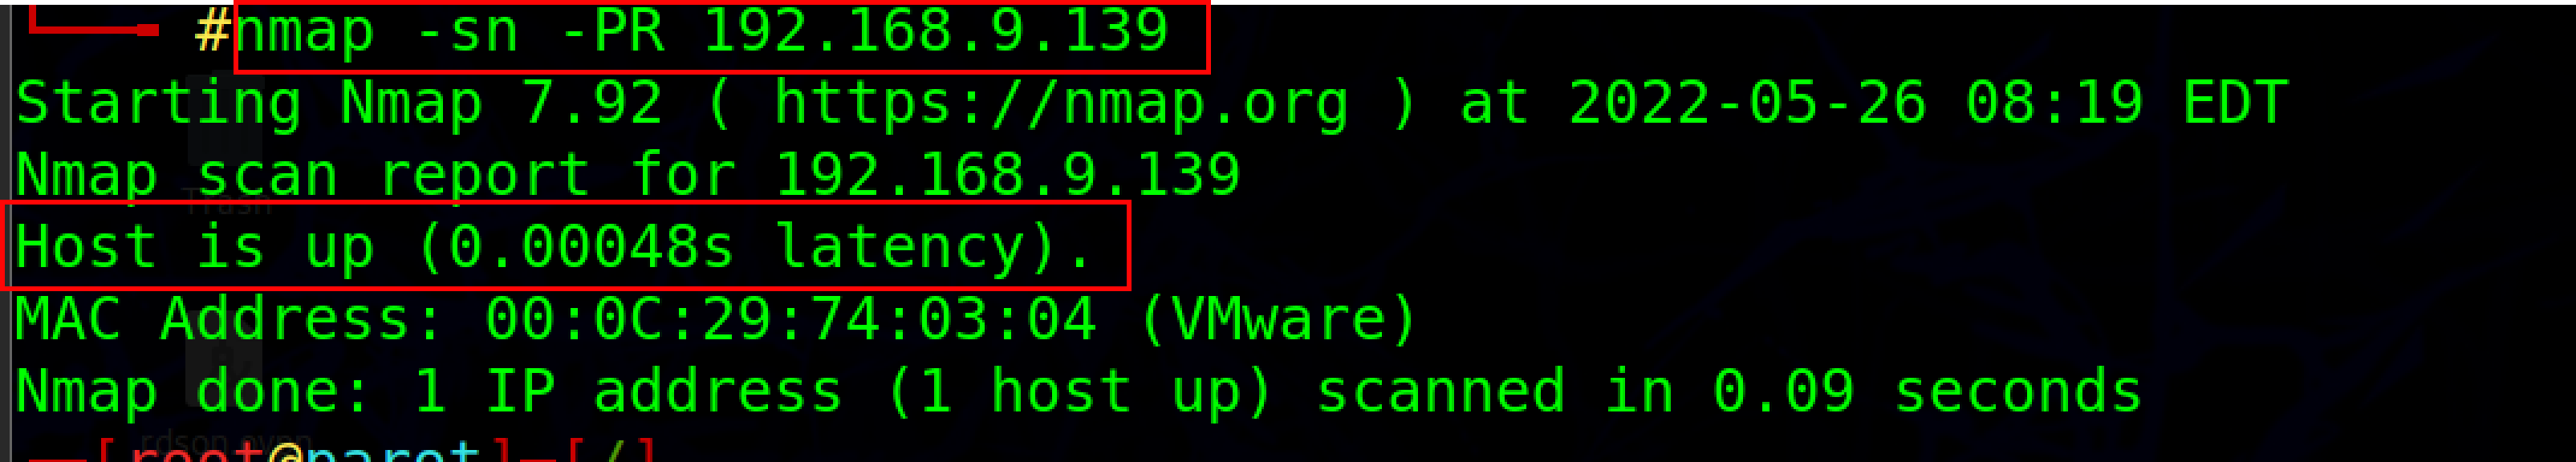 #nmap -sn -PR 192.168.9.139
Starting Nmap 7.92 ( https://nmap.org ) at 2022-05-26 08:19 EDT
Nmap scan report for 192.168.9.139
Trash
Host is up (0.00048s latency).
MAC Address: 00:0C:29:74:03:04 (VMware)
Nmap done: 1 IP address (1 host up) scanned in 0.09 seconds
[root@parot]─[/]